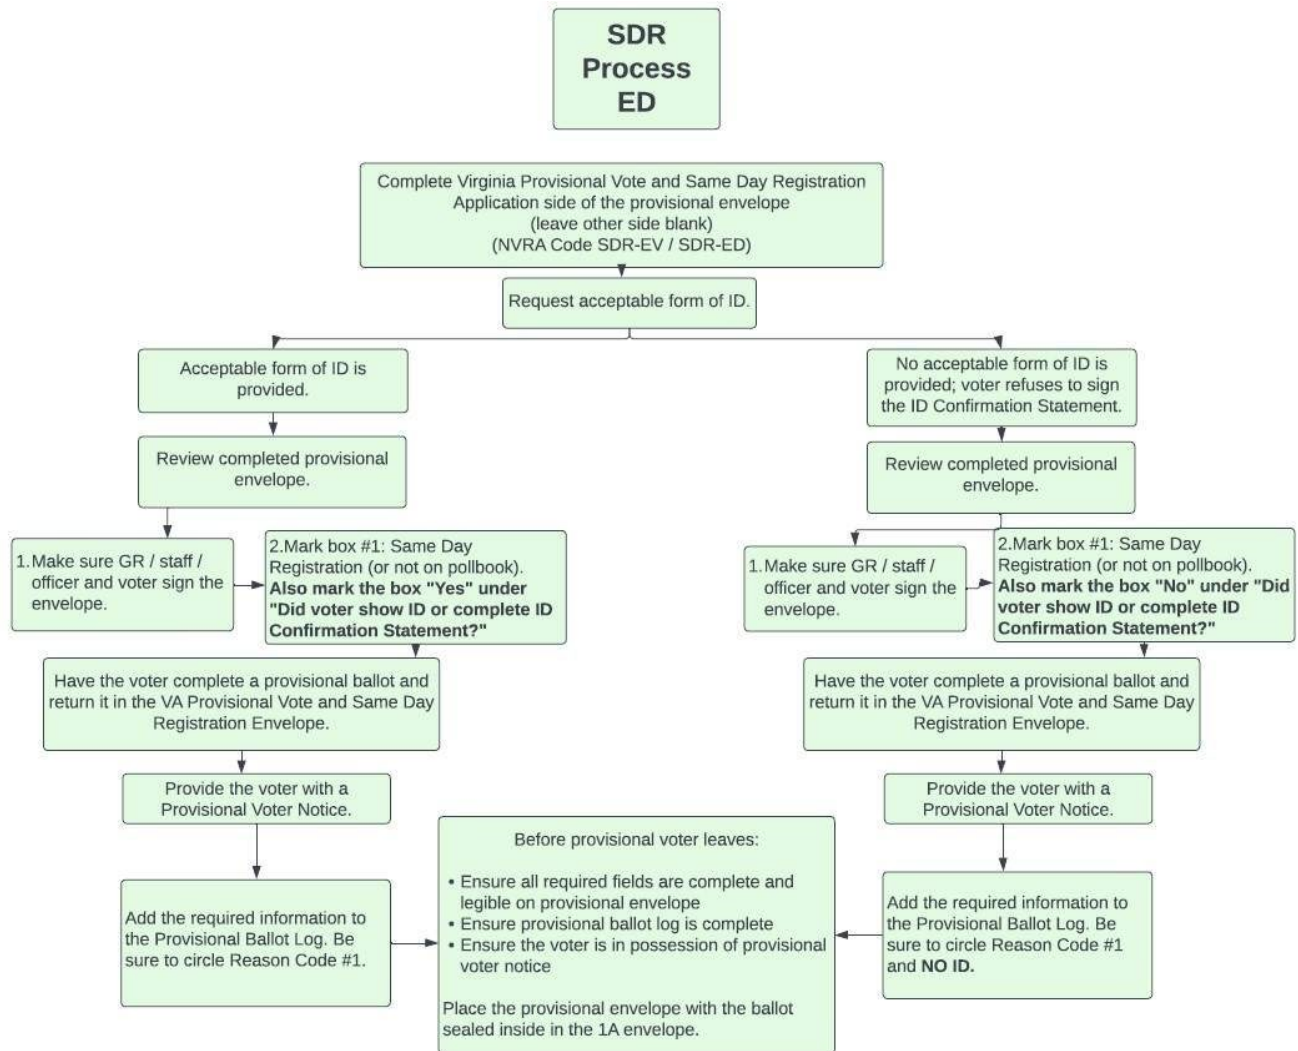 SDR
Process
ED
Complete Virginia Provisional Vote and Same Day Registration
Application side of the provisional envelope
(leave other side blank)
(NVRA Code SDR-EV / SDR-ED)
Request acceptable form of ID.
Acceptable form of ID is
provided.
Review completed provisional
envelope.
1.Make sure GR / staff /
officer and voter sign the
envelope.
2.Mark box #1: Same Day
Registration (or not on pollbook).
Also mark the box "Yes" under
"Did voter show ID or complete ID
Confirmation Statement?"
Have the voter complete a provisional ballot and
return it in the VA Provisional Vote and Same Day
Registration Envelope.
Provide the voter with a
Provisional Voter Notice.
Add the required information to
the Provisional Ballot Log. Be
sure to circle Reason Code #1.
No acceptable form of ID is
provided; voter refuses to sign
the ID Confirmation Statement.
Review completed provisional
envelope.
1.Make sure GR / staff /
officer and voter sign the
envelope.
2.Mark box #1: Same Day
Registration (or not on pollbook).
Also mark the box "No" under "Did
voter show ID or complete ID
Confirmation Statement?"
Have the voter complete a provisional ballot and
return it in the VA Provisional Vote and Same Day
Registration Envelope.
Provide the voter with a
Provisional Voter Notice.
Add the required information to
the Provisional Ballot Log. Be
sure to circle Reason Code #1
and NO ID.
Before provisional voter leaves:
• Ensure all required fields are complete and
legible on provisional envelope
• Ensure provisional ballot log is complete
• Ensure the voter is in possession of provisional
voter notice
Place the provisional envelope with the ballot
sealed inside in the 1A envelope.